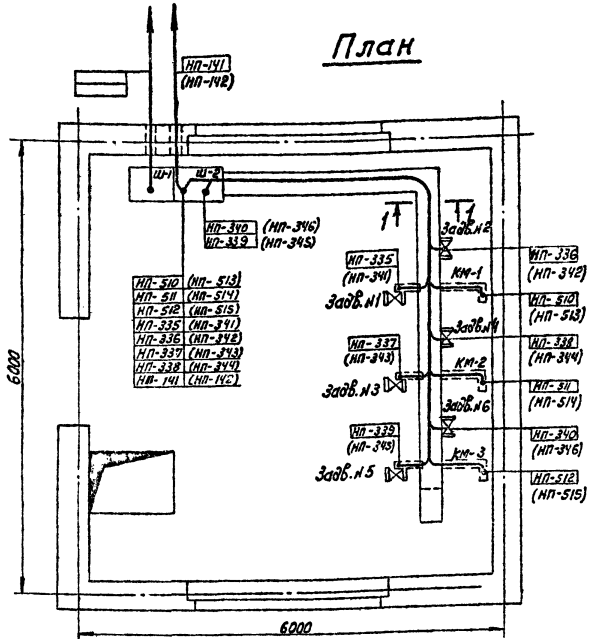 План
НП-141
(НП-142)
Ш-1 Ш-2
НП-340 (НП-346)
НП-339 (НП-345)
1 1
Задв.№2
НП-335
(НП-341)
КМ-1
НП-336
(НП-342)
Задв.№1
НП-510
(НП-513)
НП-510 (НП-513)
НП-511 (НП-514)
НП-512 (НП-515)
НП-335 (НП-341)
НП-336 (НП-342)
НП-337 (НП-343)
НП-338 (НП-344)
НП-141 (НП-142)
Задв.№4
НП-337
(НП-343)
КМ-2
НП-338
(НП-344)
Задв.№3
НП-511
(НП-514)
Задв.№6
НП-339
(НП-345)
КМ-3
НП-340
(НП-346)
Задв.№5
НП-512
(НП-515)
6000
6000